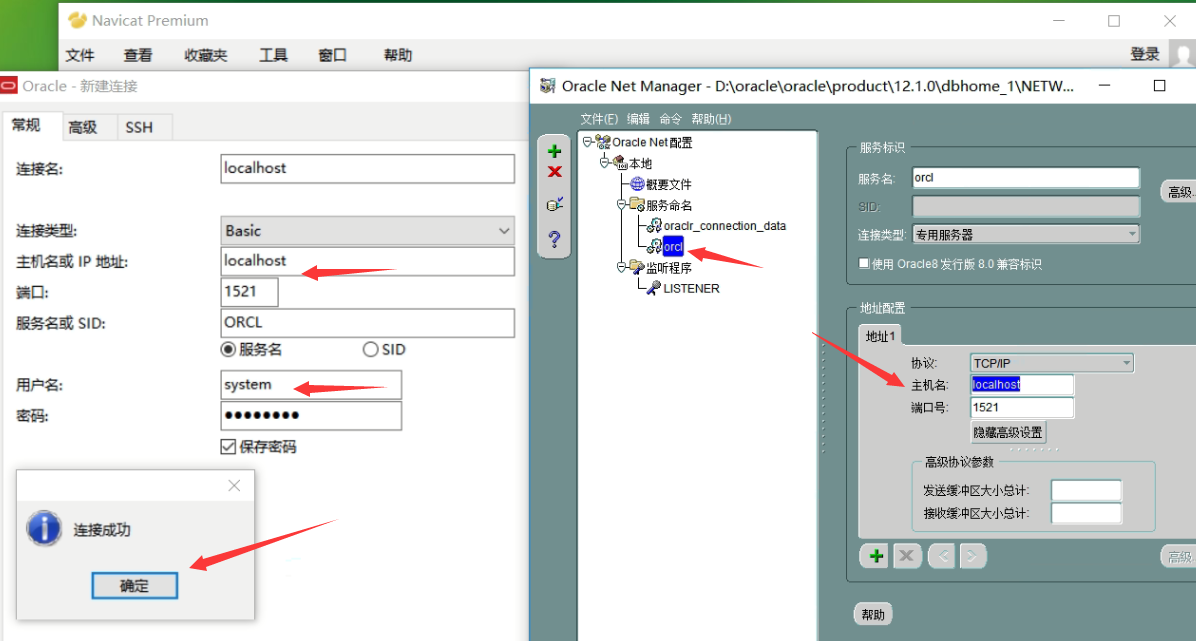 Navicat Premium
文件 查看 收藏夹 工具 窗口 帮助 登录
Oracle - 新建连接
常规 高级 SSH
连接名: localhost
连接类型: Basic
主机名或 IP 地址: localhost
端口: 1521
服务名或 SID: ORCL
服务名 SID
用户名: system
密码: ●●●●●●●●
保存密码
连接成功
确定
Oracle Net Manager - D:\oracle\oracle\product\12.1.0\dbhome_1\NETW...
文件(F) 编辑 命令 帮助(H)
Oracle Net 配置
本地
概要文件
服务命名
oraclr_connection_data
orcl
监听程序
LISTENER
服务标识
服务名: orcl
高级..
SID:
连接类型: 专用服务器
使用 Oracle8 发行版 8.0 兼容标识
地址配置
地址1
协议: TCP/IP
主机名: localhost
端口号: 1521
隐藏高级设置
高级协议参数
发送缓冲区大小总计:
接收缓冲区大小总计:
高级
帮助